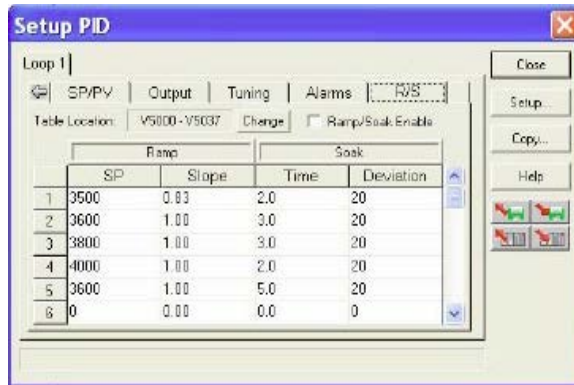 Setup PID
Loop 1
Close
SP/PV Output Tuning Alarms R/S
Setup...
Table Location: V5000 - V5037 Change Ramp/Soak Enable
Copy...
Ramp Soak
Help
SP Slope Time Deviation
1 3500 0.83 2.0 20
2 3600 1.00 3.0 20
3 3800 1.00 3.0 20
4 4000 1.00 2.0 20
5 3600 1.00 5.0 20
6 0 0.00 0.0 0